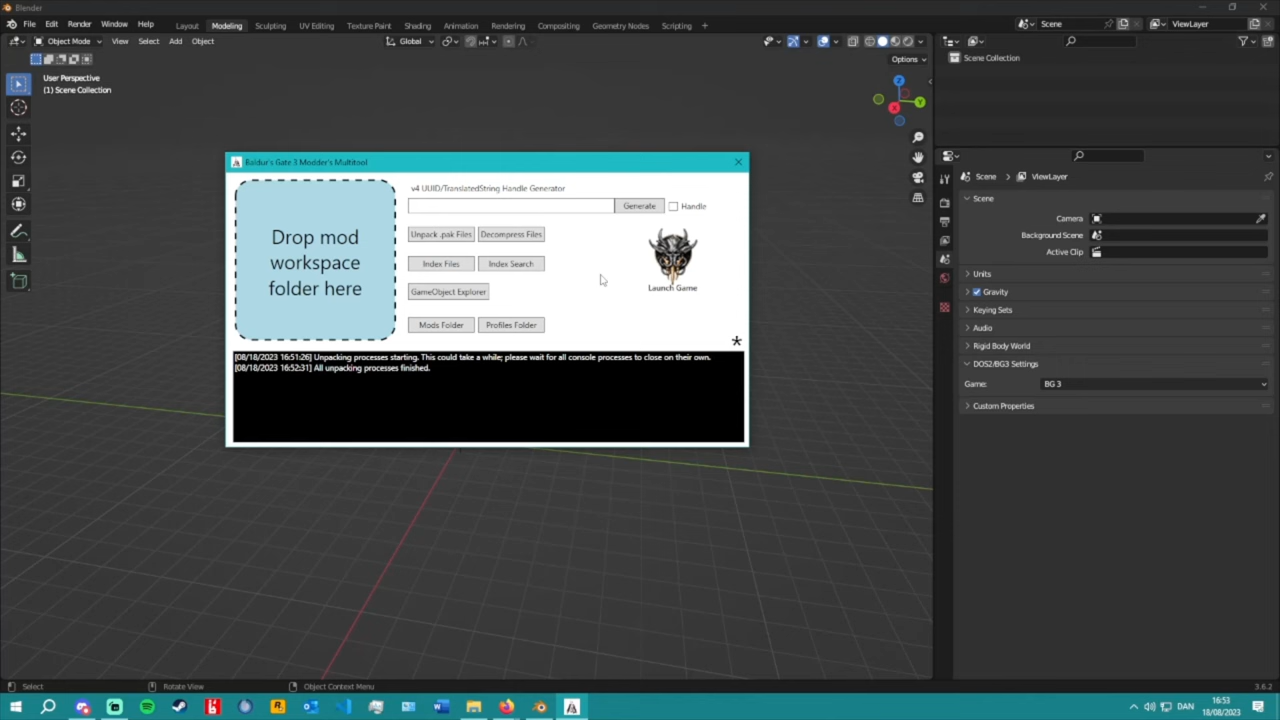 Blender
File Edit Render Window Help
Layout Modeling Sculpting UV Editing Texture Paint Shading Animation Rendering Compositing Geometry Nodes Scripting +
Scene
ViewLayer
Object Mode View Select Add Object
Global
Options
User Perspective
(1) Scene Collection
Z
Y
X
Scene Collection
Scene > ViewLayer
Scene
Camera
Background Scene
Active Clip
Units
Gravity
Keying Sets
Audio
Rigid Body World
DOS2/BG3 Settings
Game: BG 3
Custom Properties
Baldur's Gate 3 Modder's Multitool
Drop mod
workspace
folder here
v4 UUID/TranslatedString Handle Generator
Generate Handle
Unpack .pak Files Decompress Files
Index Files Index Search
GameObject Explorer
Launch Game
Mods Folder Profiles Folder
*
[08/18/2023 16:51:26] Unpacking processes starting. This could take a while; please wait for all console processes to close on their own.
[08/18/2023 16:52:31] All unpacking processes finished.
Select Rotate View Object Context Menu
3.6.2
DAN
16:53
18/08/2023